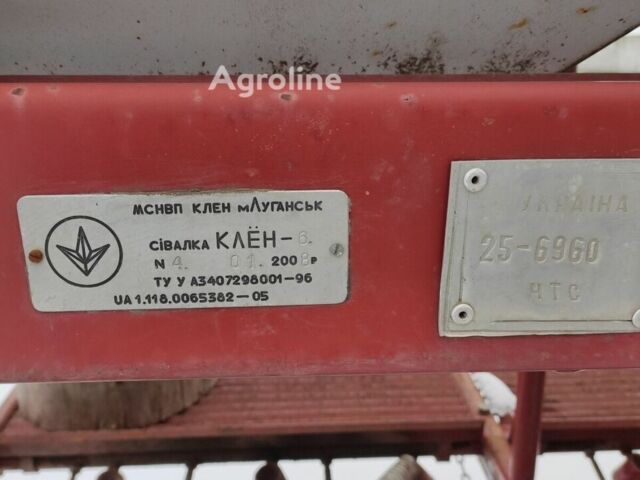 Agroline
МСНВП КЛЕН мЛУГАНСЬК
СІВАЛКА КЛЁН-6.
N 4. 01. 2008р
ТУ У А3407298001-96
UA 1.118.0065382-05
УКРАЇНА
25-6960
ЧТС